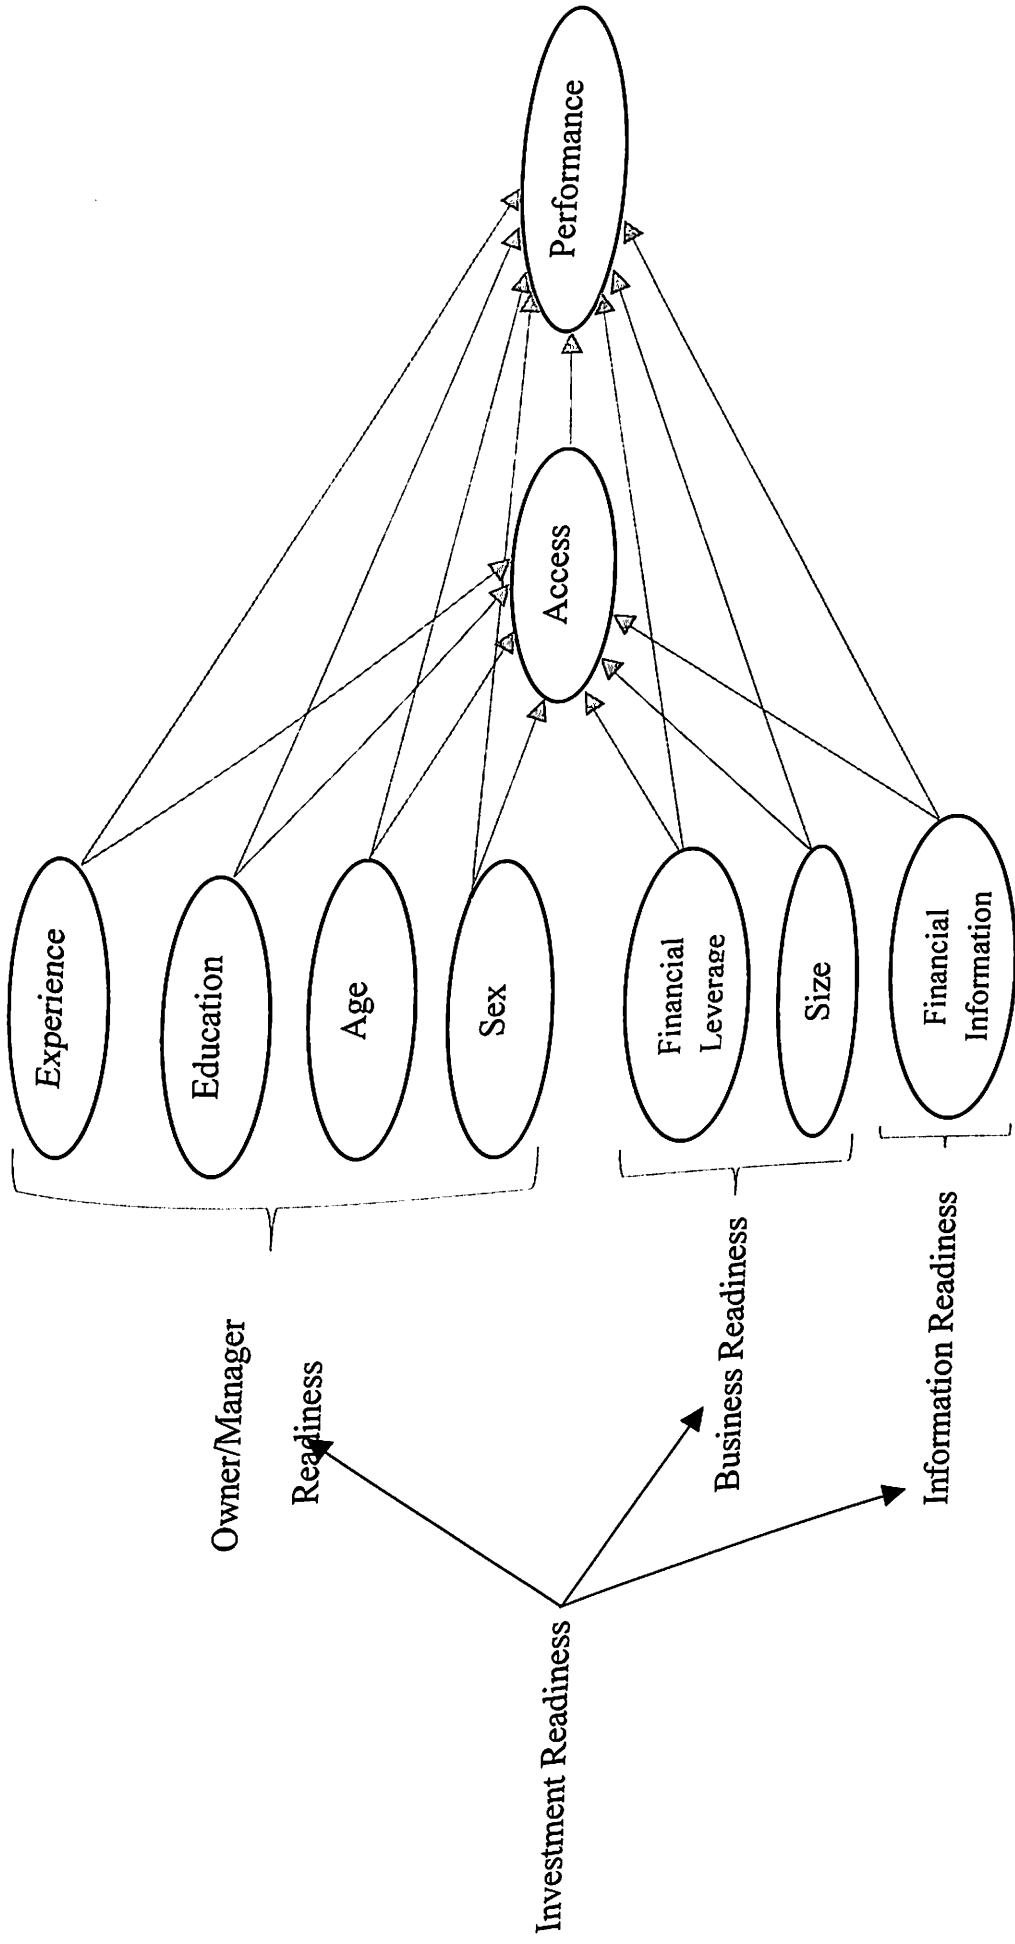 Investment Readiness
Owner/Manager
Readiness
Business Readiness
Information Readiness
Experience
Education
Age
Sex
Financial
Leverage
Size
Financial
Information
Access
Performance